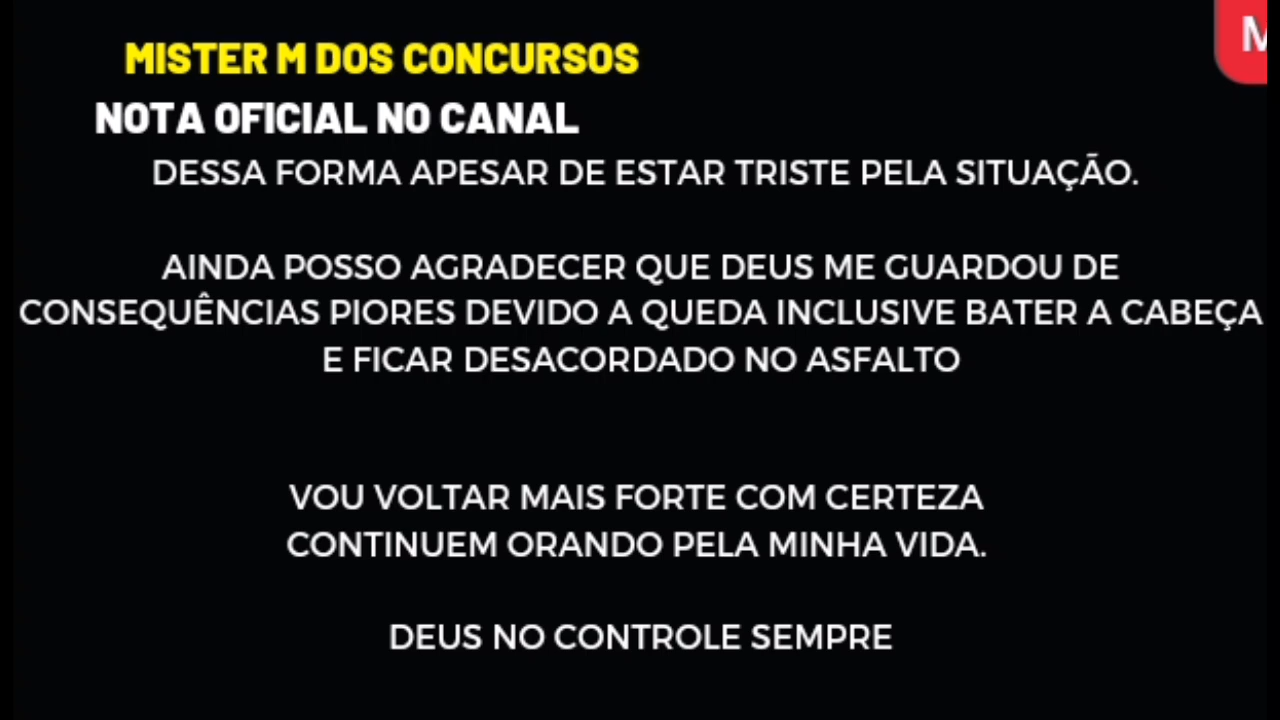 MISTER M DOS CONCURSOS
NOTA OFICIAL NO CANAL
DESSA FORMA APESAR DE ESTAR TRISTE PELA SITUAÇÃO.
AINDA POSSO AGRADECER QUE DEUS ME GUARDOU DE
CONSEQUÊNCIAS PIORES DEVIDO A QUEDA INCLUSIVE BATER A CABEÇA
E FICAR DESACORDADO NO ASFALTO
VOU VOLTAR MAIS FORTE COM CERTEZA
CONTINUEM ORANDO PELA MINHA VIDA.
DEUS NO CONTROLE SEMPRE